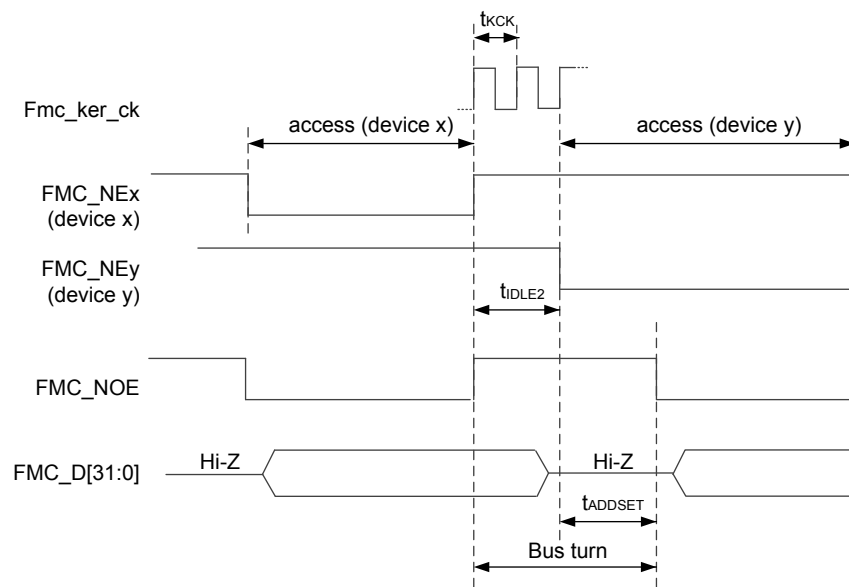 tKCK
Fmc_ker_ck
access (device x)
access (device y)
FMC_NEx
(device x)
FMC_NEy
(device y)
tIDLE2
FMC_NOE
FMC_D[31:0]
Hi-Z
Hi-Z
tADDSET
Bus turn